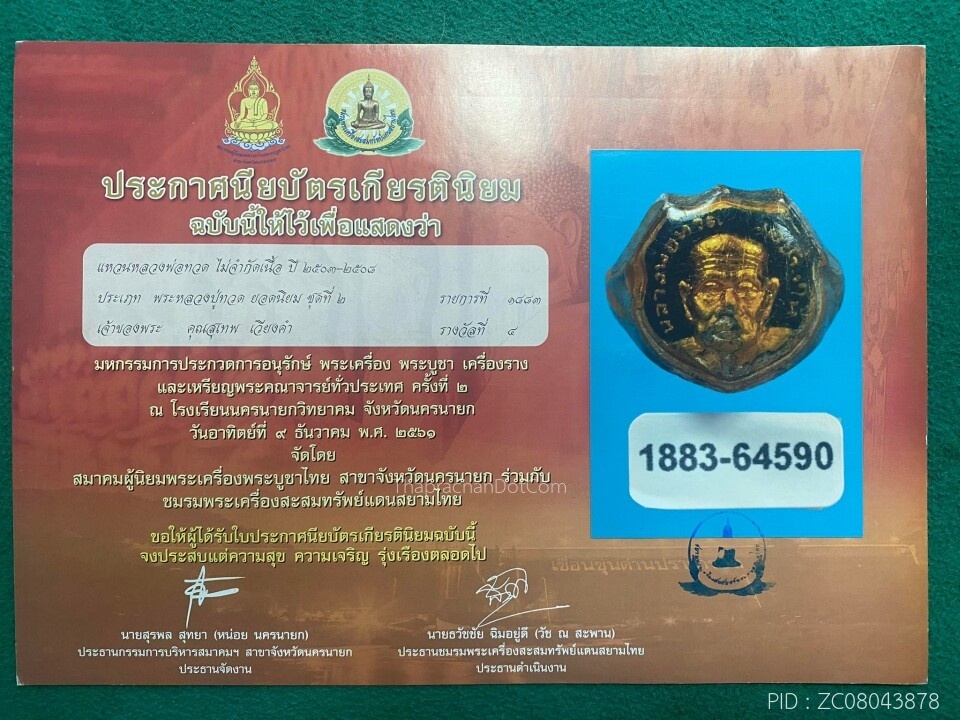 ประกาศนียบัตรเกียรตินิยม
ฉบับนี้ให้ไว้เพื่อแสดงว่า
แหวนหลวงพ่อทวด ไม่จำกัดเนื้อ ปี ๒๕๐๓-๒๕๐๘
ประเภท พระหลวงปู่ทวด ยอดนิยม ชุดที่ ๒ รายการที่ ๑๘๘๓
เจ้าของพระ คุณสุเทพ เวียงคำ รางวัลที่ ๔
มหกรรมการประกวดการอนุรักษ์ พระเครื่อง พระบูชา เครื่องราง
และเหรียญพระคณาจารย์ทั่วประเทศ ครั้งที่ ๒
ณ โรงเรียนนครนายกวิทยาคม จังหวัดนครนายก
วันอาทิตย์ที่ ๙ ธันวาคม พ.ศ. ๒๕๖๑
จัดโดย
สมาคมผู้นิยมพระเครื่องพระบูชาไทย สาขาจังหวัดนครนายก ร่วมกับ
ชมรมพระเครื่องสะสมทรัพย์แดนสยามไทย
ThaprachanDotCom
ขอให้ผู้ได้รับใบประกาศนียบัตรเกียรตินิยมฉบับนี้
จงประสบแต่ความสุข ความเจริญ รุ่งเรืองตลอดไป
นายสุรพล สุทยา (หน่อย นครนายก)
ประธานกรรมการบริหารสมาคมฯ สาขาจังหวัดนครนายก
ประธานจัดงาน
นายธวัชชัย ฉิมอยู่ดี (วัช ณ สะพาน)
ประธานชมรมพระเครื่องสะสมทรัพย์แดนสยามไทย
ประธานดำเนินงาน
1883-64590
เขื่อนขุนด่านปรา
PID : ZC08043878